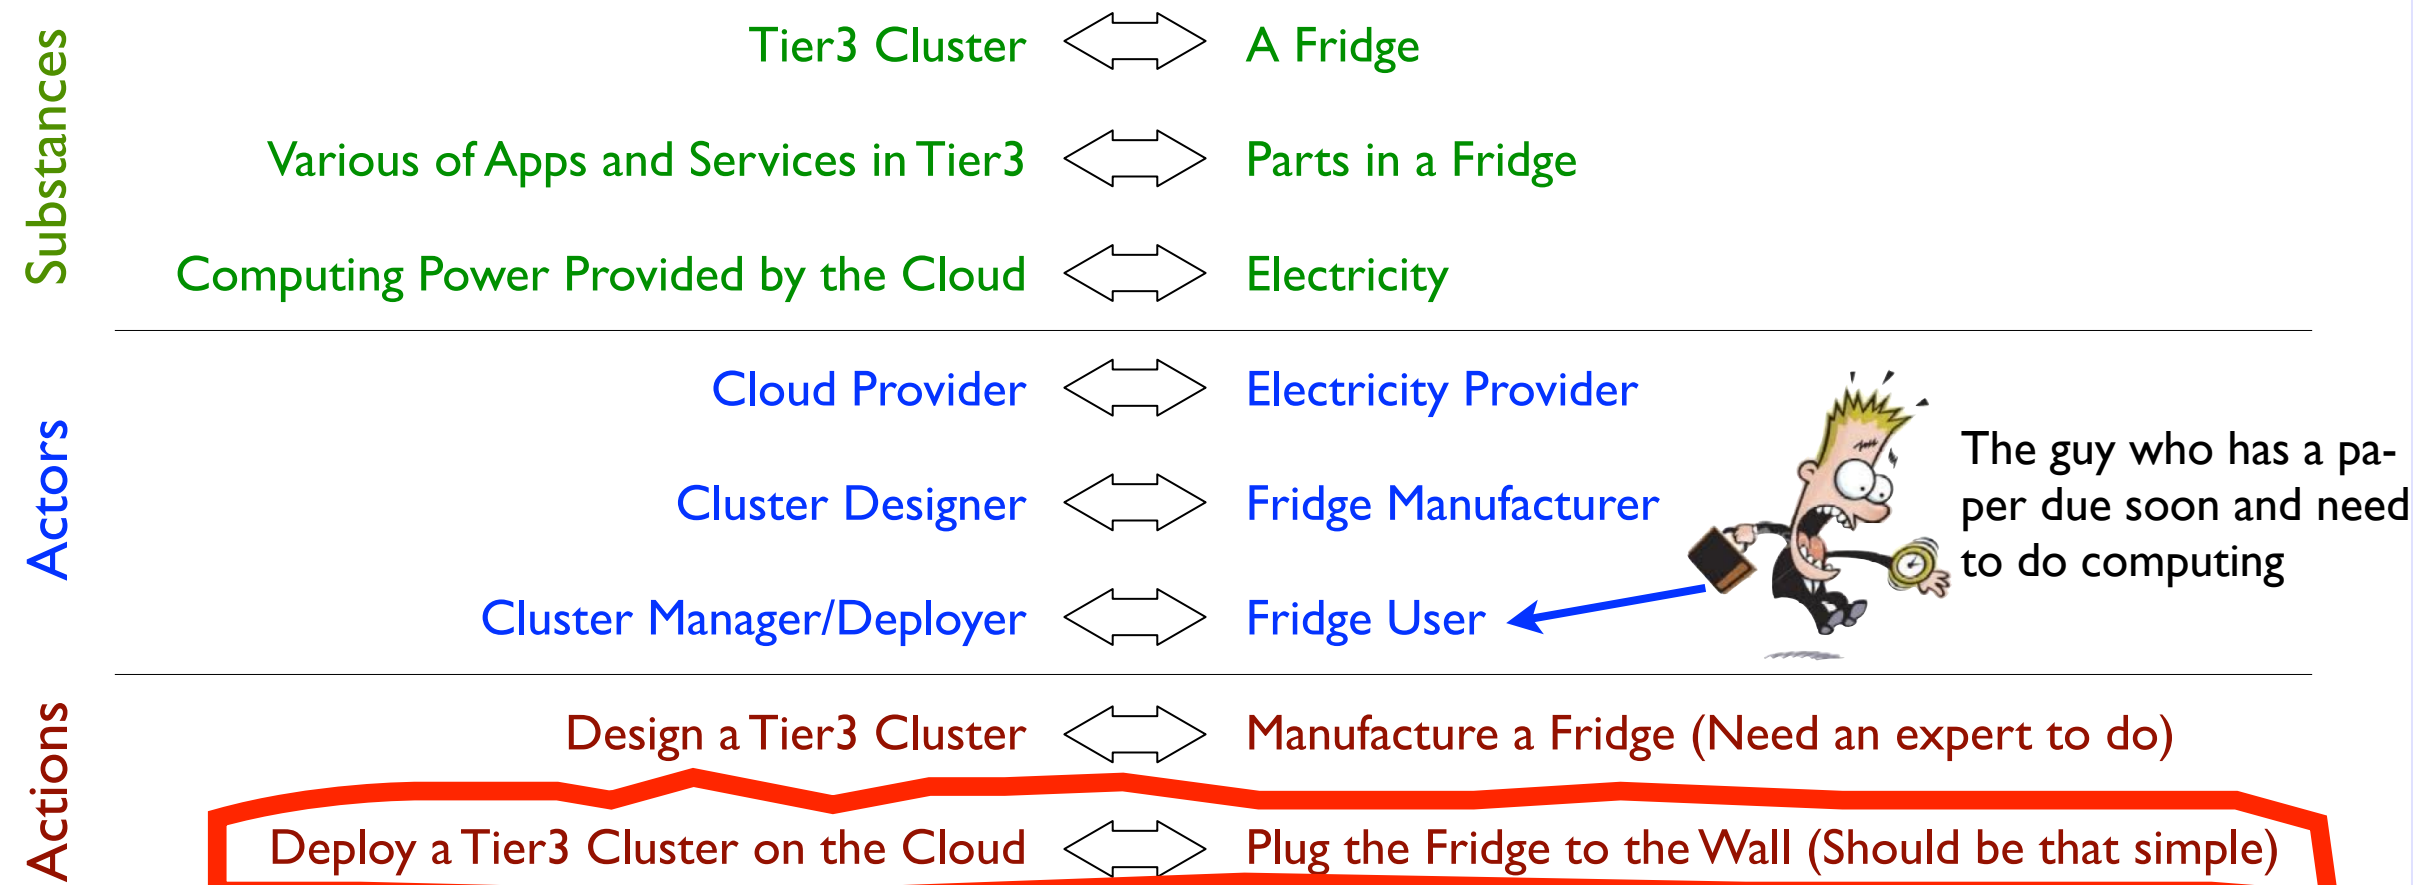 Substances
Tier3 Cluster A Fridge
Various of Apps and Services in Tier3 Parts in a Fridge
Computing Power Provided by the Cloud Electricity
Actors
Cloud Provider Electricity Provider
Cluster Designer Fridge Manufacturer
Cluster Manager/Deployer Fridge User
The guy who has a pa-
per due soon and need
to do computing
Actions
Design a Tier3 Cluster Manufacture a Fridge (Need an expert to do)
Deploy a Tier3 Cluster on the Cloud Plug the Fridge to the Wall (Should be that simple)